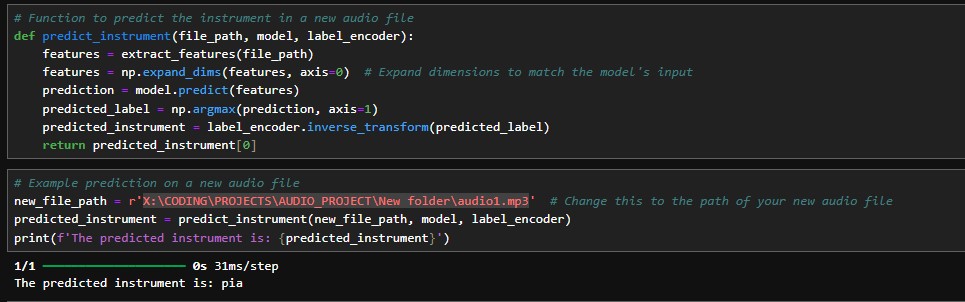 # Function to predict the instrument in a new audio file
def predict_instrument(file_path, model, label_encoder):
    features = extract_features(file_path)
    features = np.expand_dims(features, axis=0)  # Expand dimensions to match the model's input
    prediction = model.predict(features)
    predicted_label = np.argmax(prediction, axis=1)
    predicted_instrument = label_encoder.inverse_transform(predicted_label)
    return predicted_instrument[0]
# Example prediction on a new audio file
new_file_path = r'X:\CODING\PROJECTS\AUDIO_PROJECT\New folder\audio1.mp3'  # Change this to the path of your new audio file
predicted_instrument = predict_instrument(new_file_path, model, label_encoder)
print(f'The predicted instrument is: {predicted_instrument}')
1/1 ━━━━━━━━━━━━━━━━━━━━ 0s 31ms/step
The predicted instrument is: pia